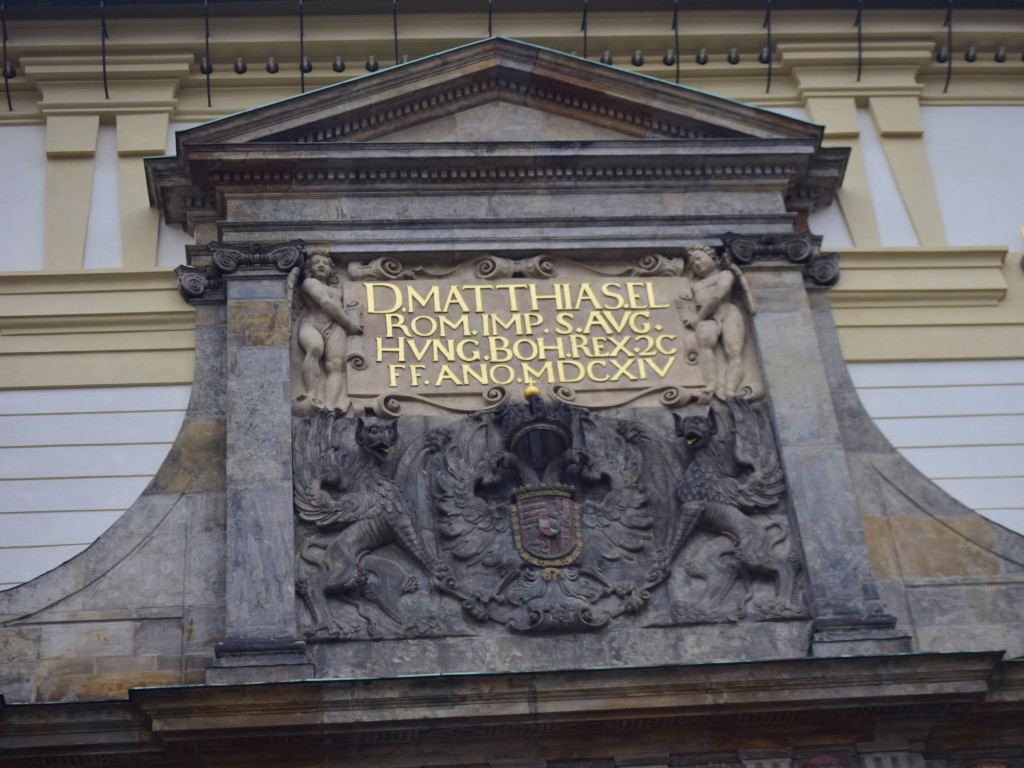 D.MATTHIAS.EL
ROM.IMP.S.AVG.
HVNG.BOH.REX.2C
FF.ANO.MDCXIV